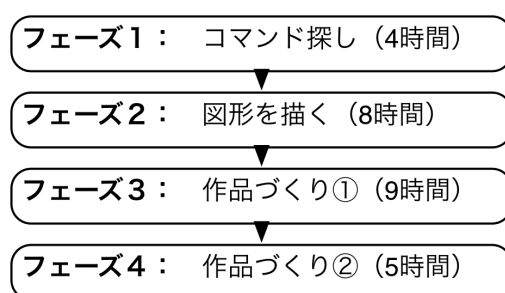 フェーズ１： コマンド探し（4時間）
フェーズ２： 図形を描く（8時間）
フェーズ３： 作品づくり①（9時間）
フェーズ４： 作品づくり②（5時間）